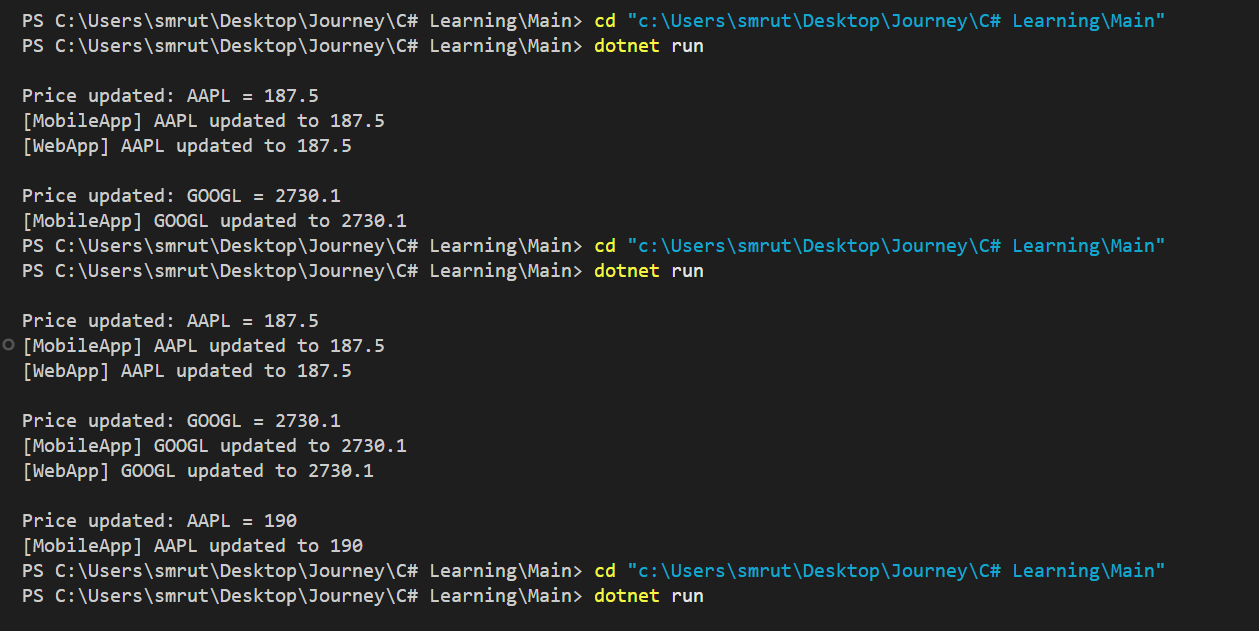 PS C:\Users\smrut\Desktop\Journey\C# Learning\Main> cd "c:\Users\smrut\Desktop\Journey\C# Learning\Main"
PS C:\Users\smrut\Desktop\Journey\C# Learning\Main> dotnet run
Price updated: AAPL = 187.5
[MobileApp] AAPL updated to 187.5
[WebApp] AAPL updated to 187.5
Price updated: GOOGL = 2730.1
[MobileApp] GOOGL updated to 2730.1
PS C:\Users\smrut\Desktop\Journey\C# Learning\Main> cd "c:\Users\smrut\Desktop\Journey\C# Learning\Main"
PS C:\Users\smrut\Desktop\Journey\C# Learning\Main> dotnet run
Price updated: AAPL = 187.5
[MobileApp] AAPL updated to 187.5
[WebApp] AAPL updated to 187.5
Price updated: GOOGL = 2730.1
[MobileApp] GOOGL updated to 2730.1
[WebApp] GOOGL updated to 2730.1
Price updated: AAPL = 190
[MobileApp] AAPL updated to 190
PS C:\Users\smrut\Desktop\Journey\C# Learning\Main> cd "c:\Users\smrut\Desktop\Journey\C# Learning\Main"
PS C:\Users\smrut\Desktop\Journey\C# Learning\Main> dotnet run